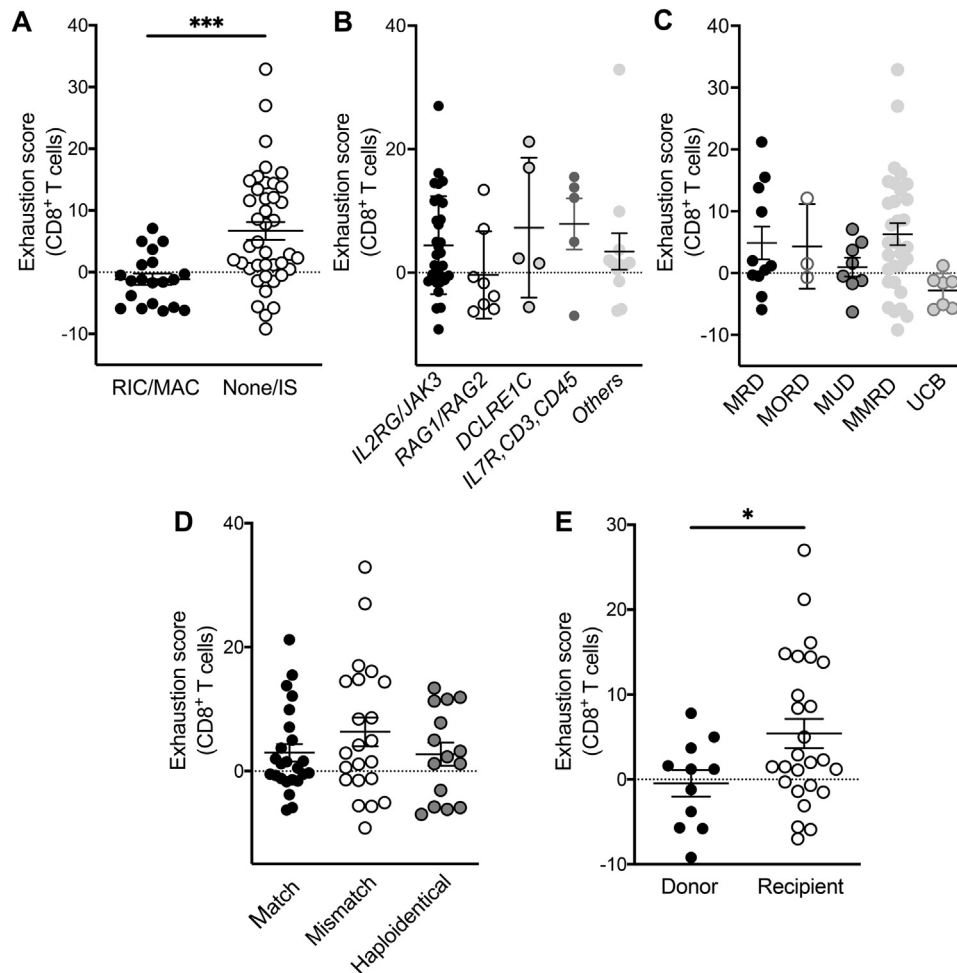 A
***
Exhaustion score
(CD8+ T cells)
40
30
20
10
0
-10
RIC/MAC
None/IS
B
Exhaustion score
(CD8+ T cells)
40
20
0
IL2RG/JAK3
RAG1/RAG2
DCLRE1C
IL7R,CD3,CD45
Others
C
Exhaustion score
(CD8+ T cells)
40
30
20
10
0
-10
MRD
MORD
MUD
MMRD
UCB
D
Exhaustion score
(CD8+ T cells)
40
20
0
Match
Mismatch
Haploidentical
E
*
Exhaustion score
(CD8+ T cells)
30
20
10
0
-10
Donor
Recipient